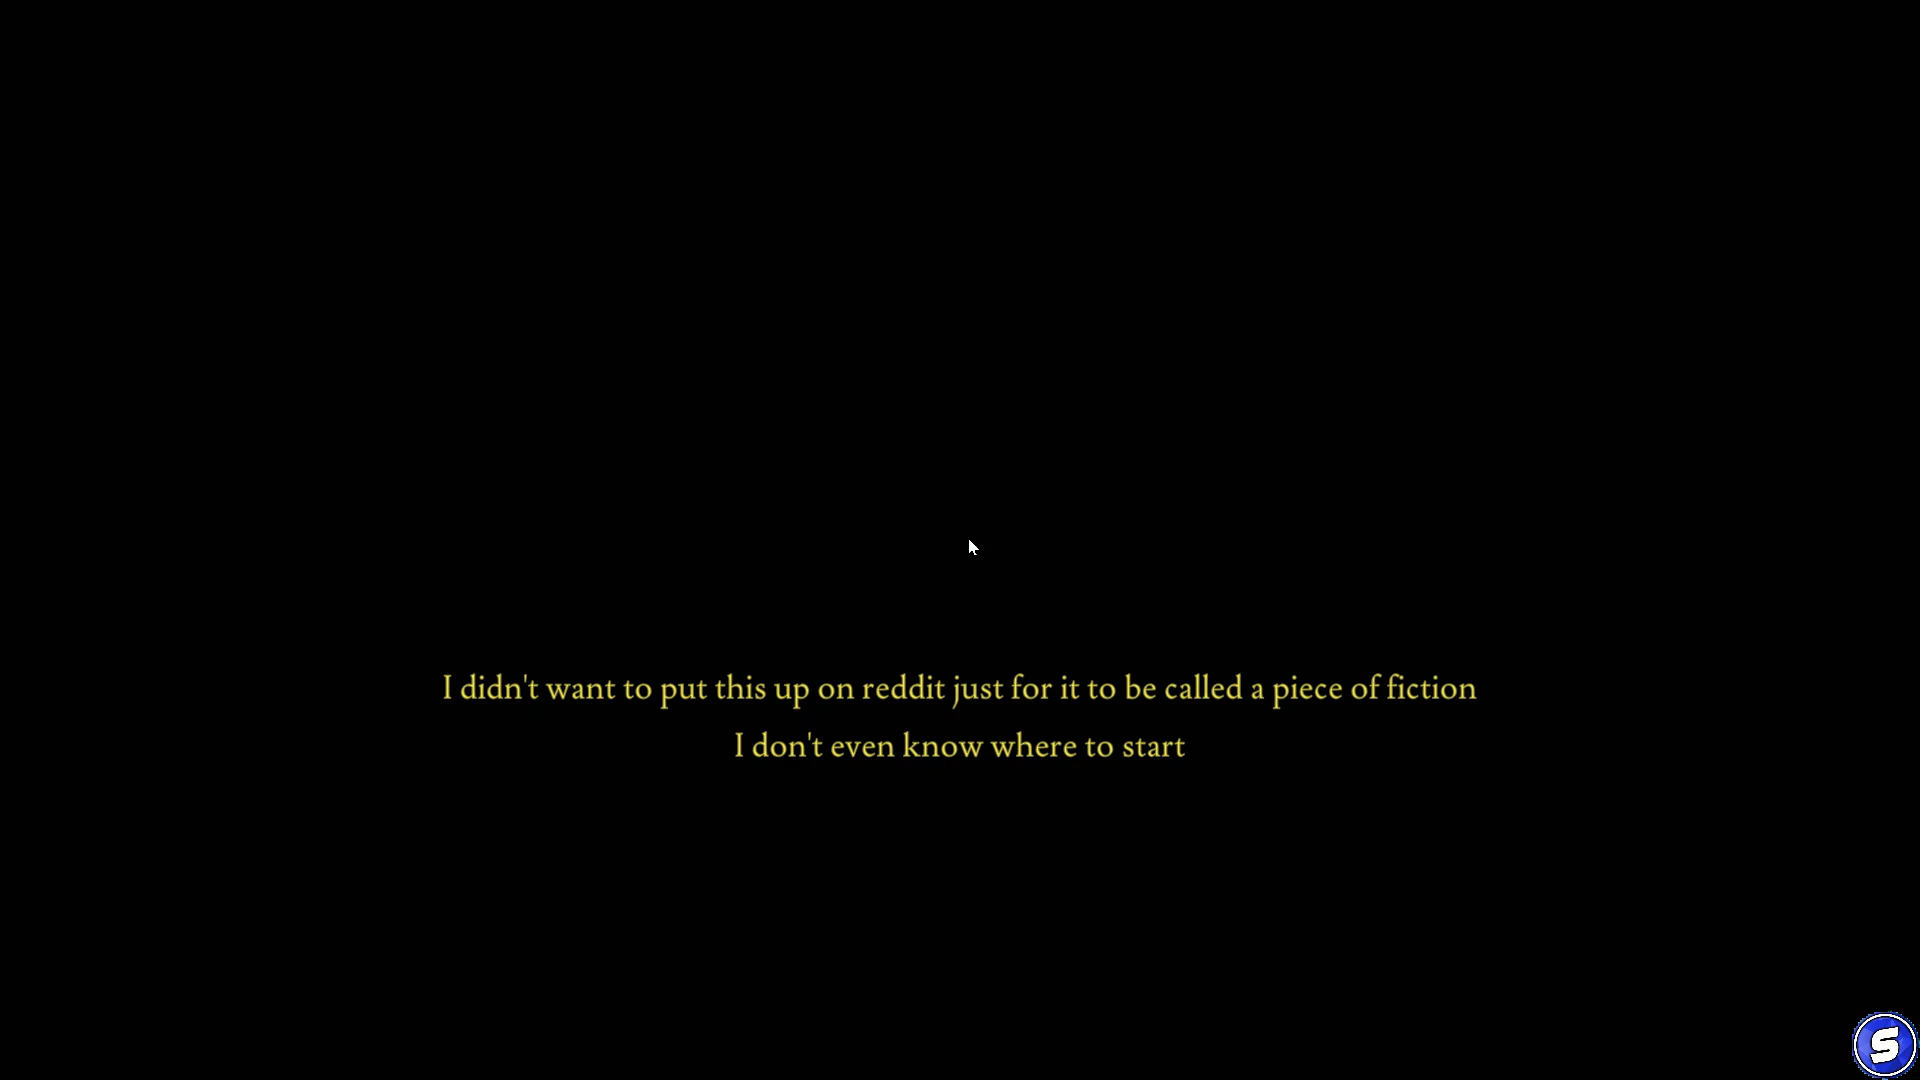 I didn't want to put this up on reddit just for it to be called a piece of fiction
I don't even know where to start
S